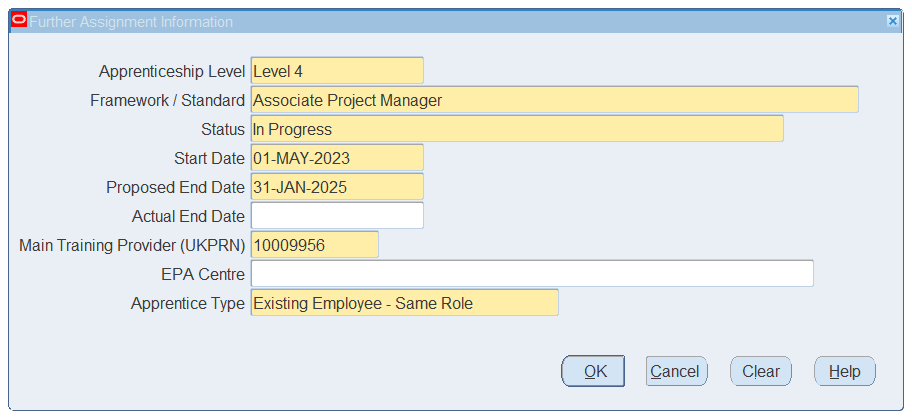 Further Assignment Information
Apprenticeship Level Level 4
Framework / Standard Associate Project Manager
Status In Progress
Start Date 01-MAY-2023
Proposed End Date 31-JAN-2025
Actual End Date
Main Training Provider (UKPRN) 10009956
EPA Centre
Apprentice Type Existing Employee - Same Role
OK Cancel Clear Help